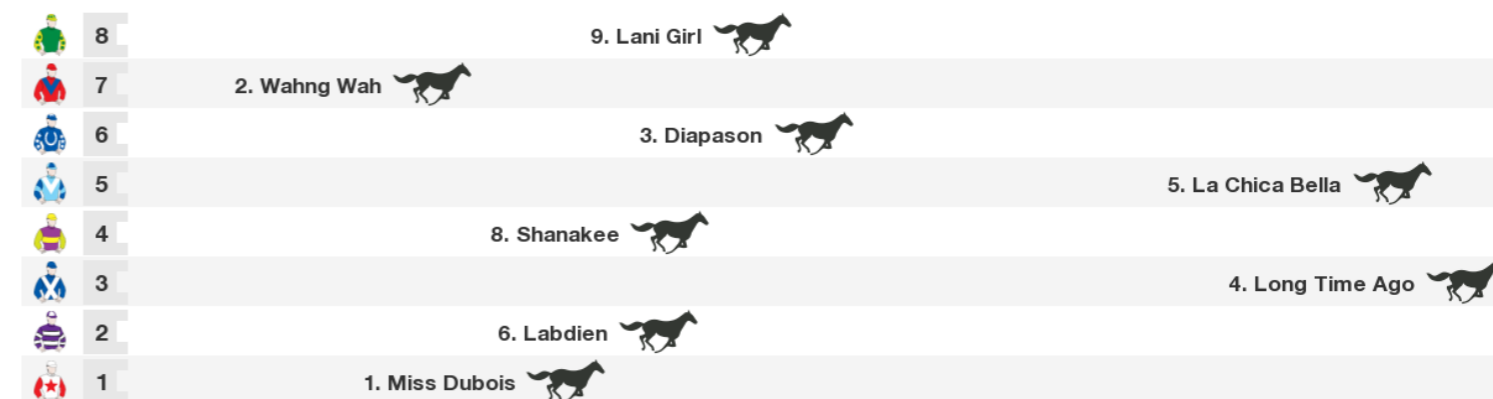 8 9. Lani Girl
7 2. Wahng Wah
6 3. Diapason
5 5. La Chica Bella
4 8. Shanakee
3 4. Long Time Ago
2 6. Labdien
1 1. Miss Dubois